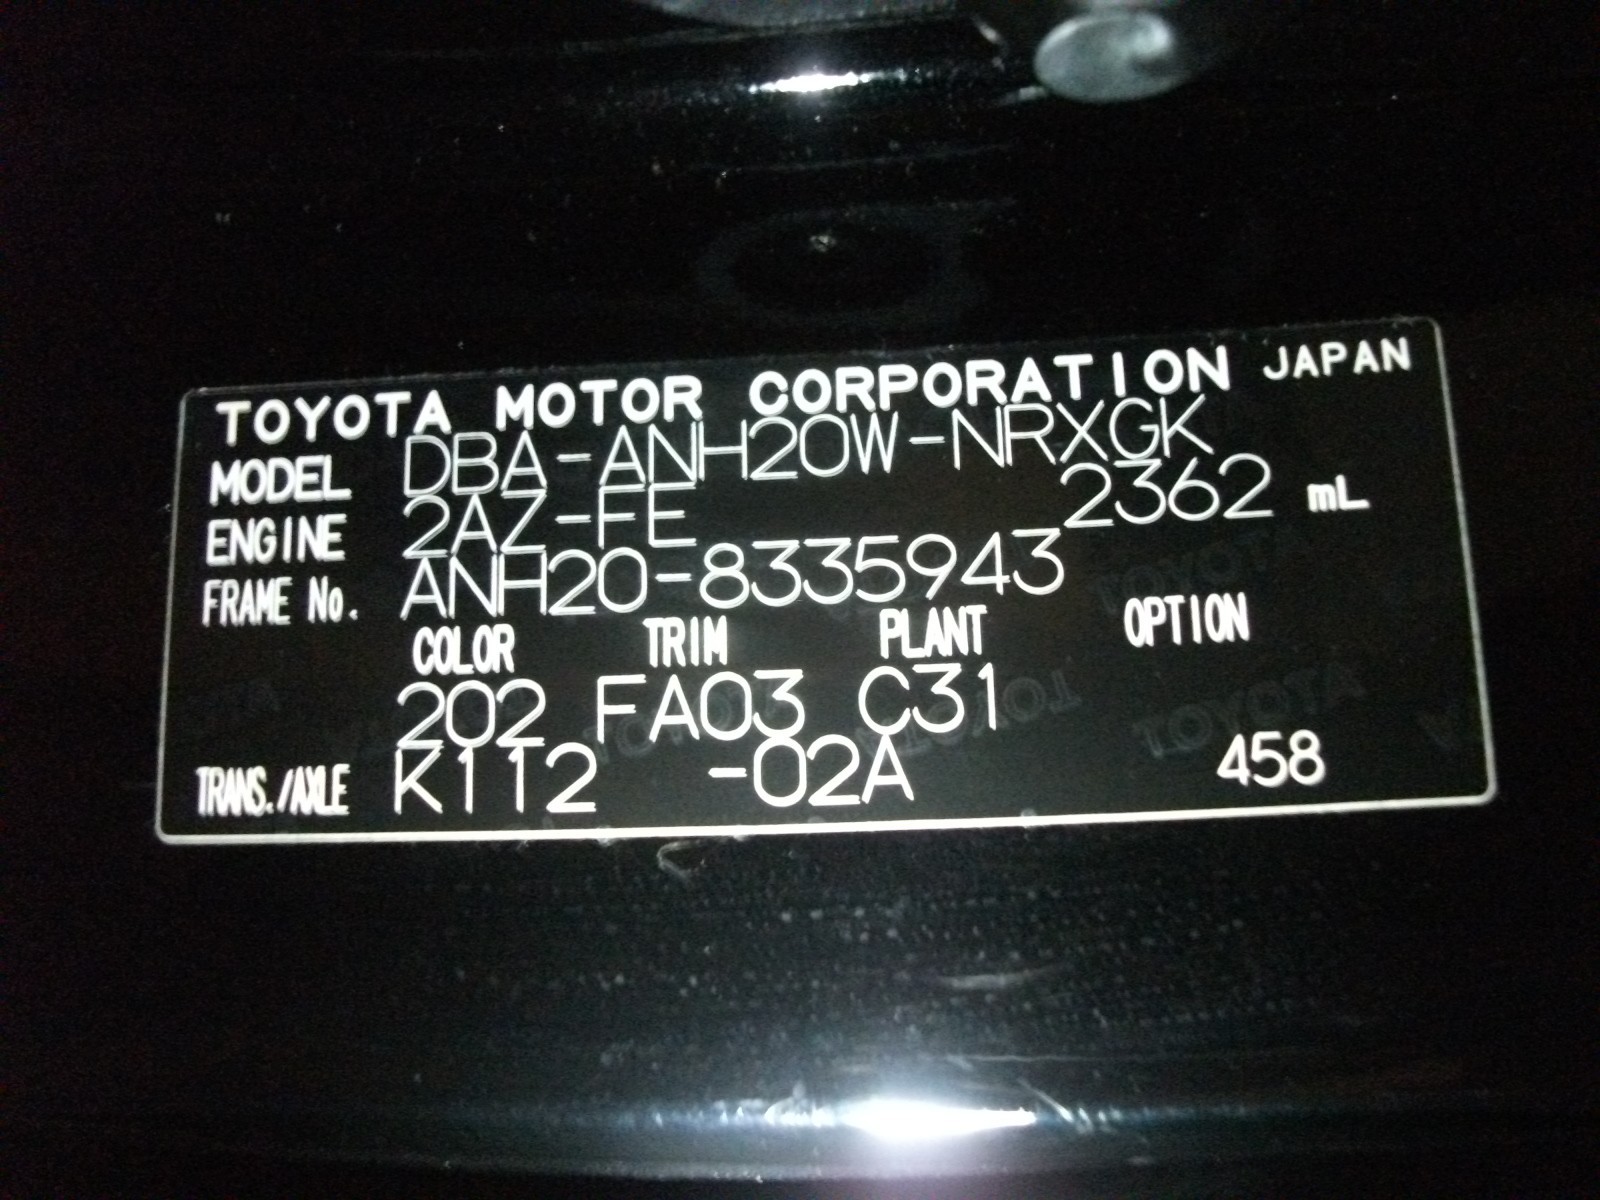 TOYOTA MOTOR CORPORATION JAPAN
MODEL DBA-ANH20W-NRXGK
ENGINE 2AZ-FE 2362 mL
FRAME No. ANH20-8335943
COLOR TRIM PLANT OPTION
202 FA03 C31
TRANS./AXLE K112 -02A 458